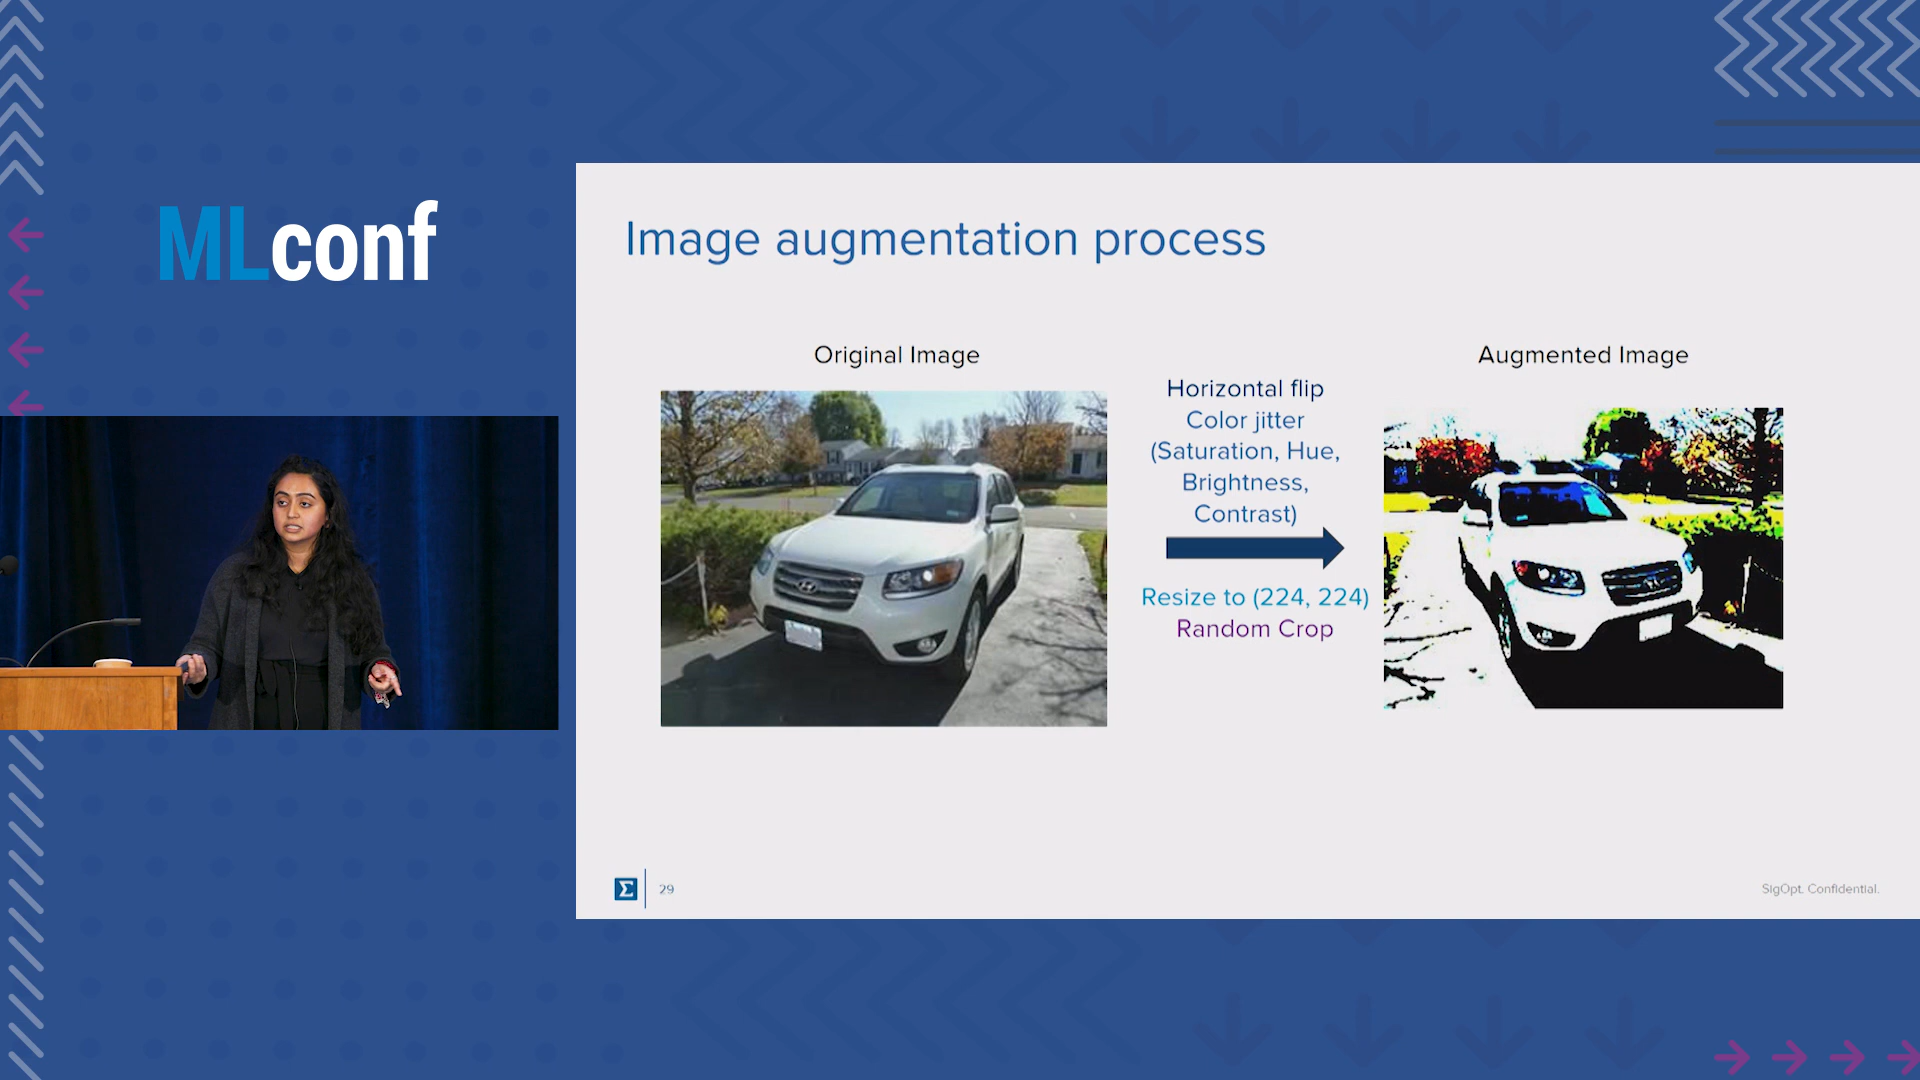 MLconf
Image augmentation process
Original Image
Augmented Image
Horizontal flip
Color jitter
(Saturation, Hue,
Brightness,
Contrast)
Resize to (224, 224)
Random Crop
Σ
29
SigOpt. Confidential.